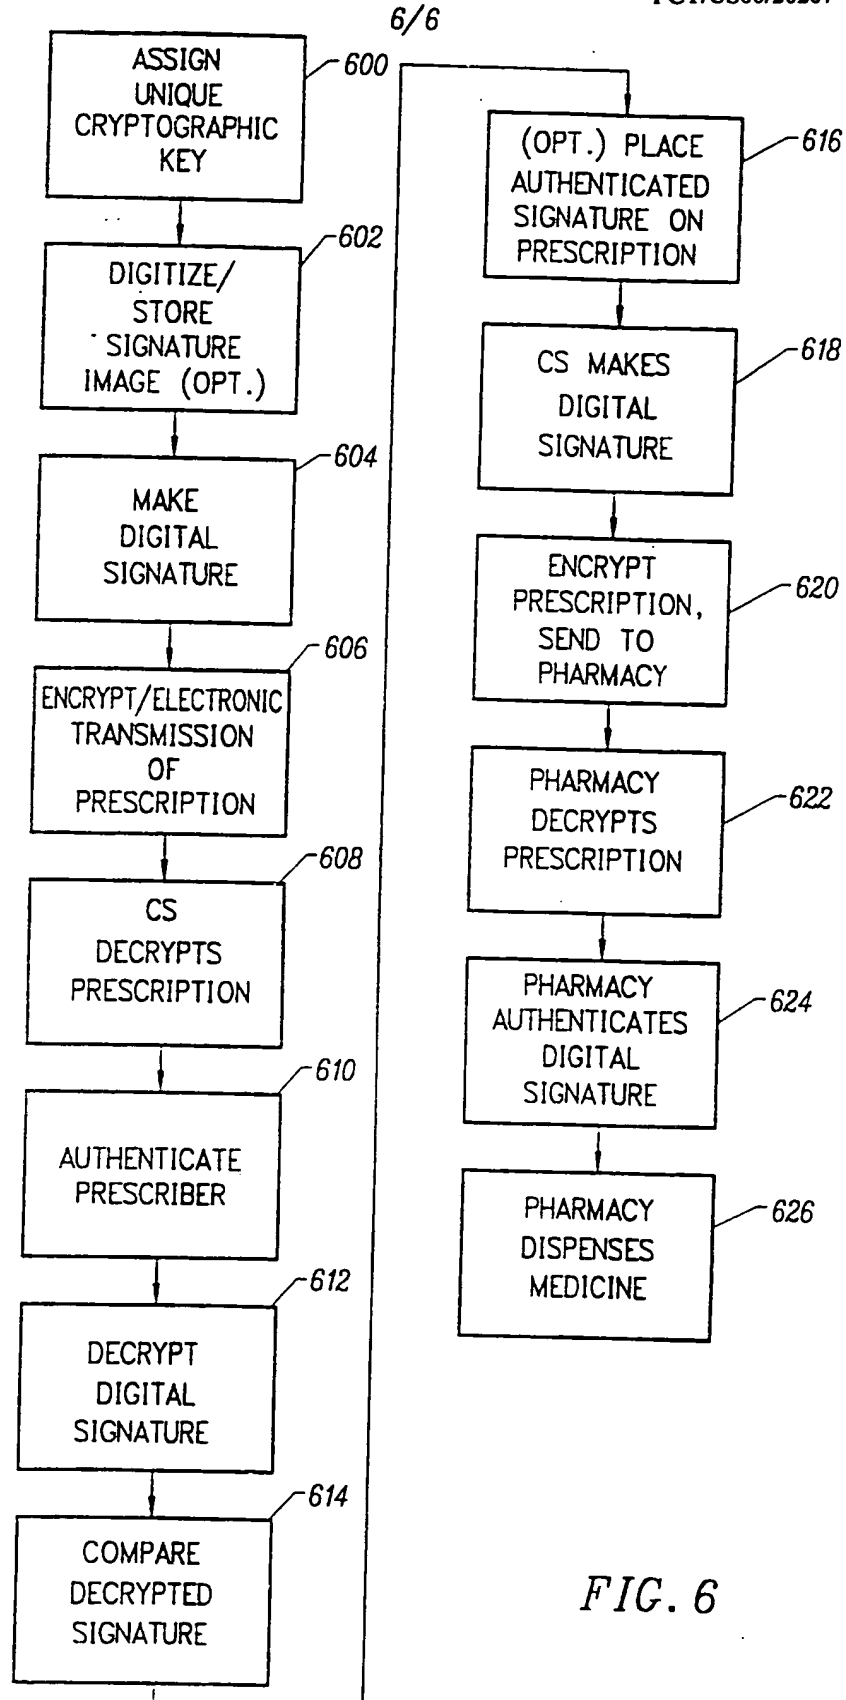 6/6
ASSIGN
UNIQUE
CRYPTOGRAPHIC
KEY
600
DIGITIZE/
STORE
SIGNATURE
IMAGE (OPT.)
602
MAKE
DIGITAL
SIGNATURE
604
ENCRYPT/ELECTRONIC
TRANSMISSION
OF
PRESCRIPTION
606
CS
DECRYPTS
PRESCRIPTION
608
AUTHENTICATE
PRESCRIBER
610
DECRYPT
DIGITAL
SIGNATURE
612
COMPARE
DECRYPTED
SIGNATURE
614
(OPT.) PLACE
AUTHENTICATED
SIGNATURE ON
PRESCRIPTION
616
CS MAKES
DIGITAL
SIGNATURE
618
ENCRYPT
PRESCRIPTION,
SEND TO
PHARMACY
620
PHARMACY
DECRYPTS
PRESCRIPTION
622
PHARMACY
AUTHENTICATES
DIGITAL
SIGNATURE
624
PHARMACY
DISPENSES
MEDICINE
626
FIG. 6